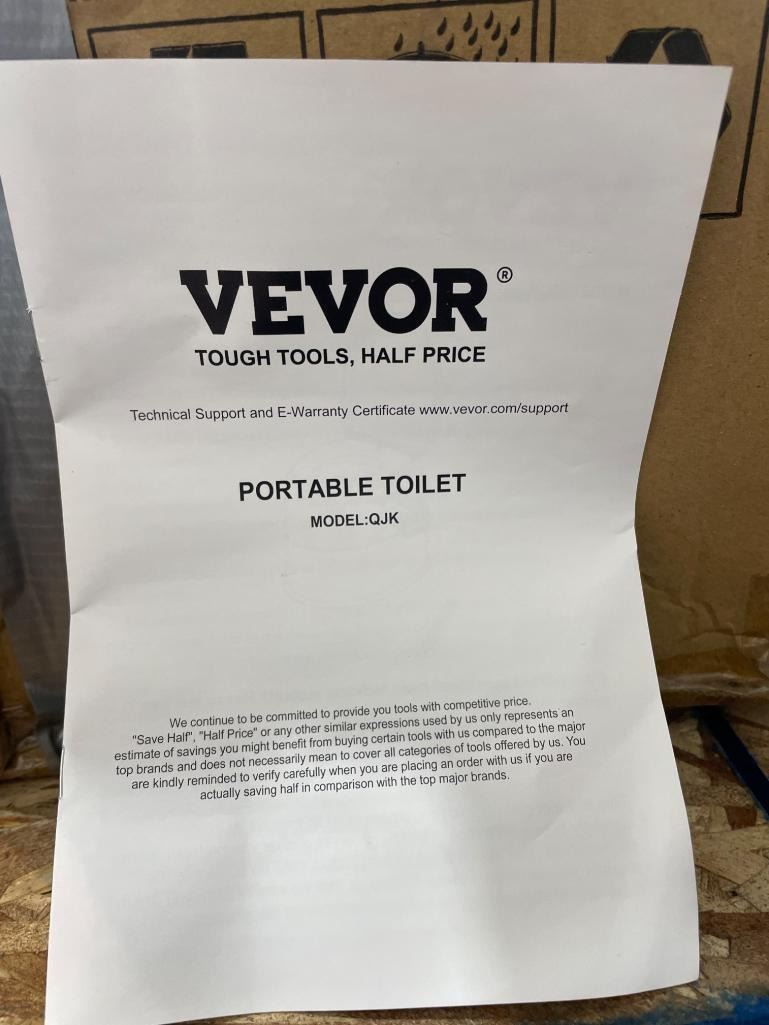 VEVOR®
TOUGH TOOLS, HALF PRICE
Technical Support and E-Warranty Certificate www.vevor.com/support
PORTABLE TOILET
MODEL:QJK
We continue to be committed to provide you tools with competitive price.
"Save Half", "Half Price" or any other similar expressions used by us only represents an
estimate of savings you might benefit from buying certain tools with us compared to the major
top brands and does not necessarily mean to cover all categories of tools offered by us. You
are kindly reminded to verify carefully when you are placing an order with us if you are
actually saving half in comparison with the top major brands.